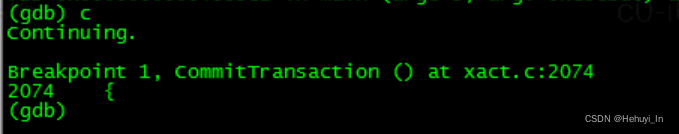 (gdb) c
Continuing.

Breakpoint 1, CommitTransaction () at xact.c:2074
2074    {
(gdb)
CSDN @Hehuyi_In